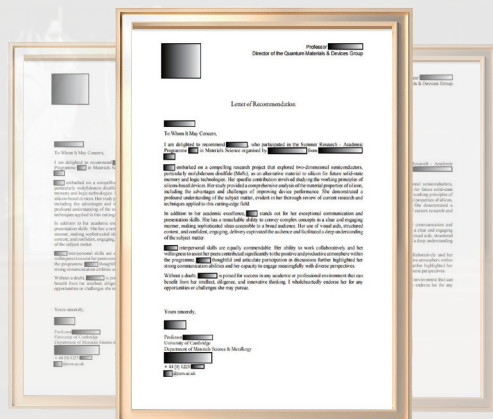 Professor
Director of the Quantum Materials & Devices Group
Letter of Recommendation
To Whom It May Concern,
I am delighted to recommend , who participated in the Summer Research - Academic
Programme in Materials Science organised by from
embarked on a compelling research project that explored two-dimensional semiconductors,
particularly molybdenum disulfide (MoS₂), as an alternative material to silicon for future solid-state
memory and logic technologies. Her specific contributions involved studying the working principles of
silicon-based devices. Her study provided a comprehensive analysis of the material properties of silicon,
including the advantages and challenges of improving device performance. She demonstrated a
profound understanding of the subject matter, evident in her thorough review of current research and
techniques applied to this cutting-edge field.
In addition to her academic excellence, stands out for her exceptional communication and
presentation skills. She has a remarkable ability to convey complex concepts in a clear and engaging
manner, making sophisticated ideas accessible to a broad audience. Her use of visual aids, structured
content, and confident, engaging, delivery captivated the audience and facilitated a deep understanding
of the subject matter.
interpersonal skills are equally commendable. Her ability to work collaboratively and her
willingness to assist her peers contributed significantly to the positive and productive atmosphere within
the programme. thoughtful and articulate participation in discussions further highlighted her
strong communication abilities and her capacity to engage meaningfully with diverse perspectives.
Without a doubt, is poised for success in any academic or professional environment that can
benefit from her intellect, diligence, and innovative thinking. I wholeheartedly endorse her for any
opportunities or challenges she may pursue.
Yours sincerely,
Professor
University of Cambridge
Department of Materials Science & Metallurgy
+ 44 (0) 1223
@cam.ac.uk